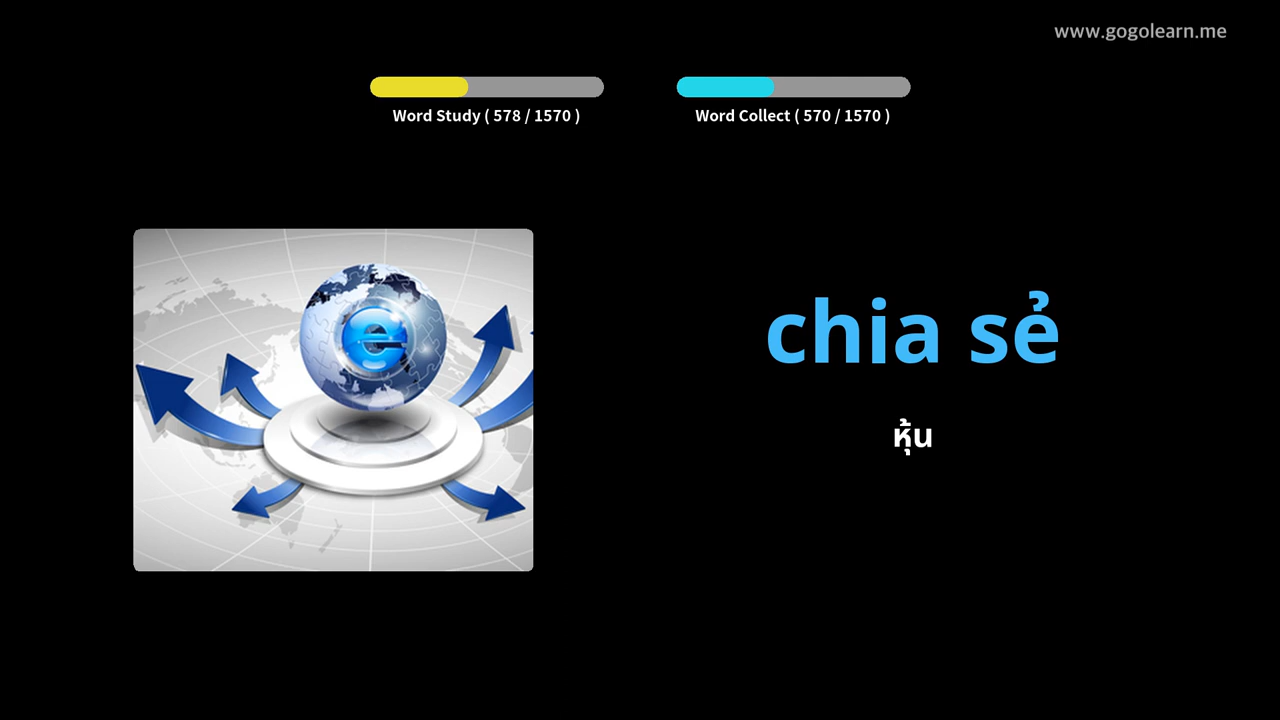 www.gogolearn.me
Word Study ( 578 / 1570 )
Word Collect ( 570 / 1570 )
e
chia sẻ
หุ้น